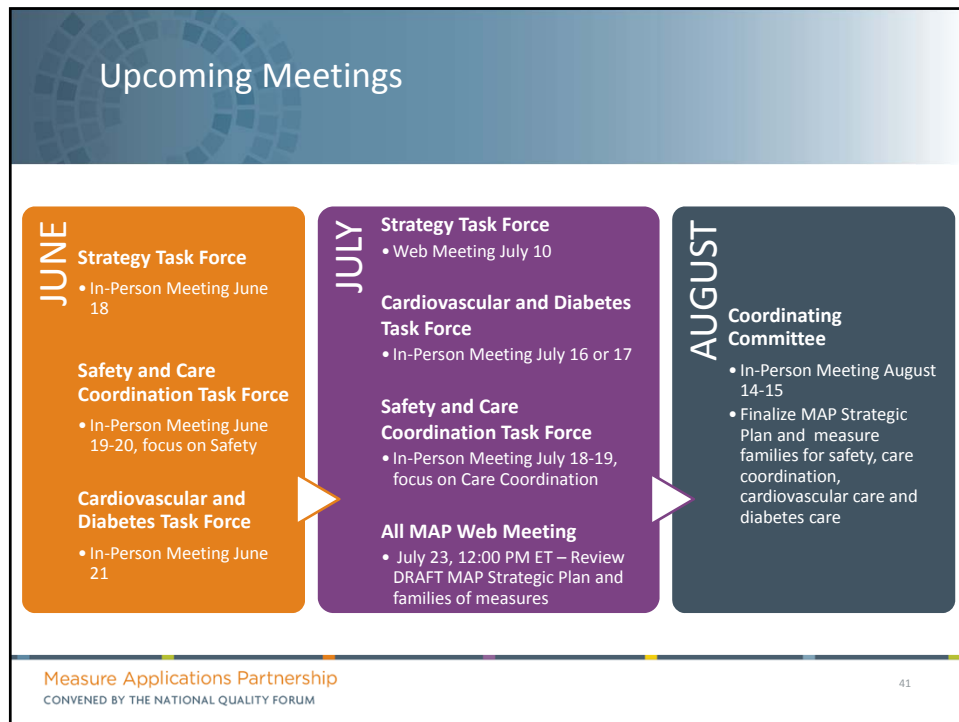 Upcoming Meetings
JUNE
Strategy Task Force
• In-Person Meeting June
18
Safety and Care
Coordination Task Force
• In-Person Meeting June
19-20, focus on Safety
Cardiovascular and
Diabetes Task Force
• In-Person Meeting June
21
JULY
Strategy Task Force
• Web Meeting July 10
Cardiovascular and Diabetes
Task Force
• In-Person Meeting July 16 or 17
Safety and Care
Coordination Task Force
• In-Person Meeting July 18-19,
focus on Care Coordination
All MAP Web Meeting
• July 23, 12:00 PM ET – Review
DRAFT MAP Strategic Plan and
families of measures
AUGUST
Coordinating
Committee
• In-Person Meeting August
14-15
• Finalize MAP Strategic
Plan and measure
families for safety, care
coordination,
cardiovascular care and
diabetes care
Measure Applications Partnership
CONVENED BY THE NATIONAL QUALITY FORUM
41